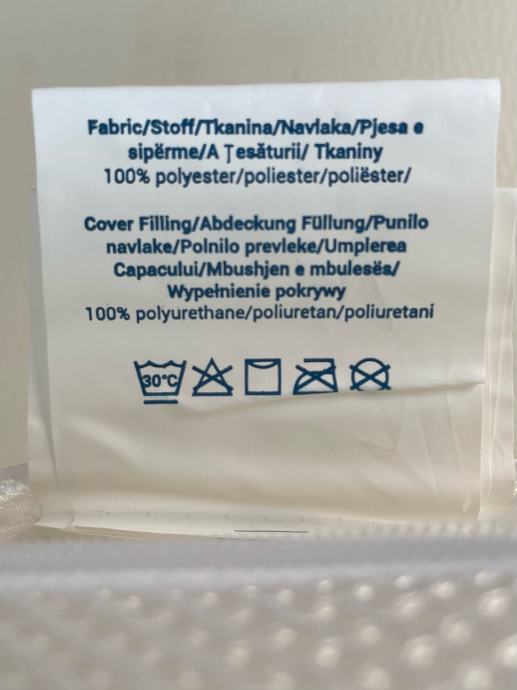 Fabric/Stoff/Tkanina/Navlaka/Pjesa e
sipërme/A Țesăturii/ Tkaniny
100% polyester/poliester/poliëster/
Cover Filling/Abdeckung Füllung/Punilo
navlake/Polnilo prevleke/Umplerea
Capacului/Mbushjen e mbulesës/
Wypełnienie pokrywy
100% polyurethane/poliuretan/poliuretani
30°C